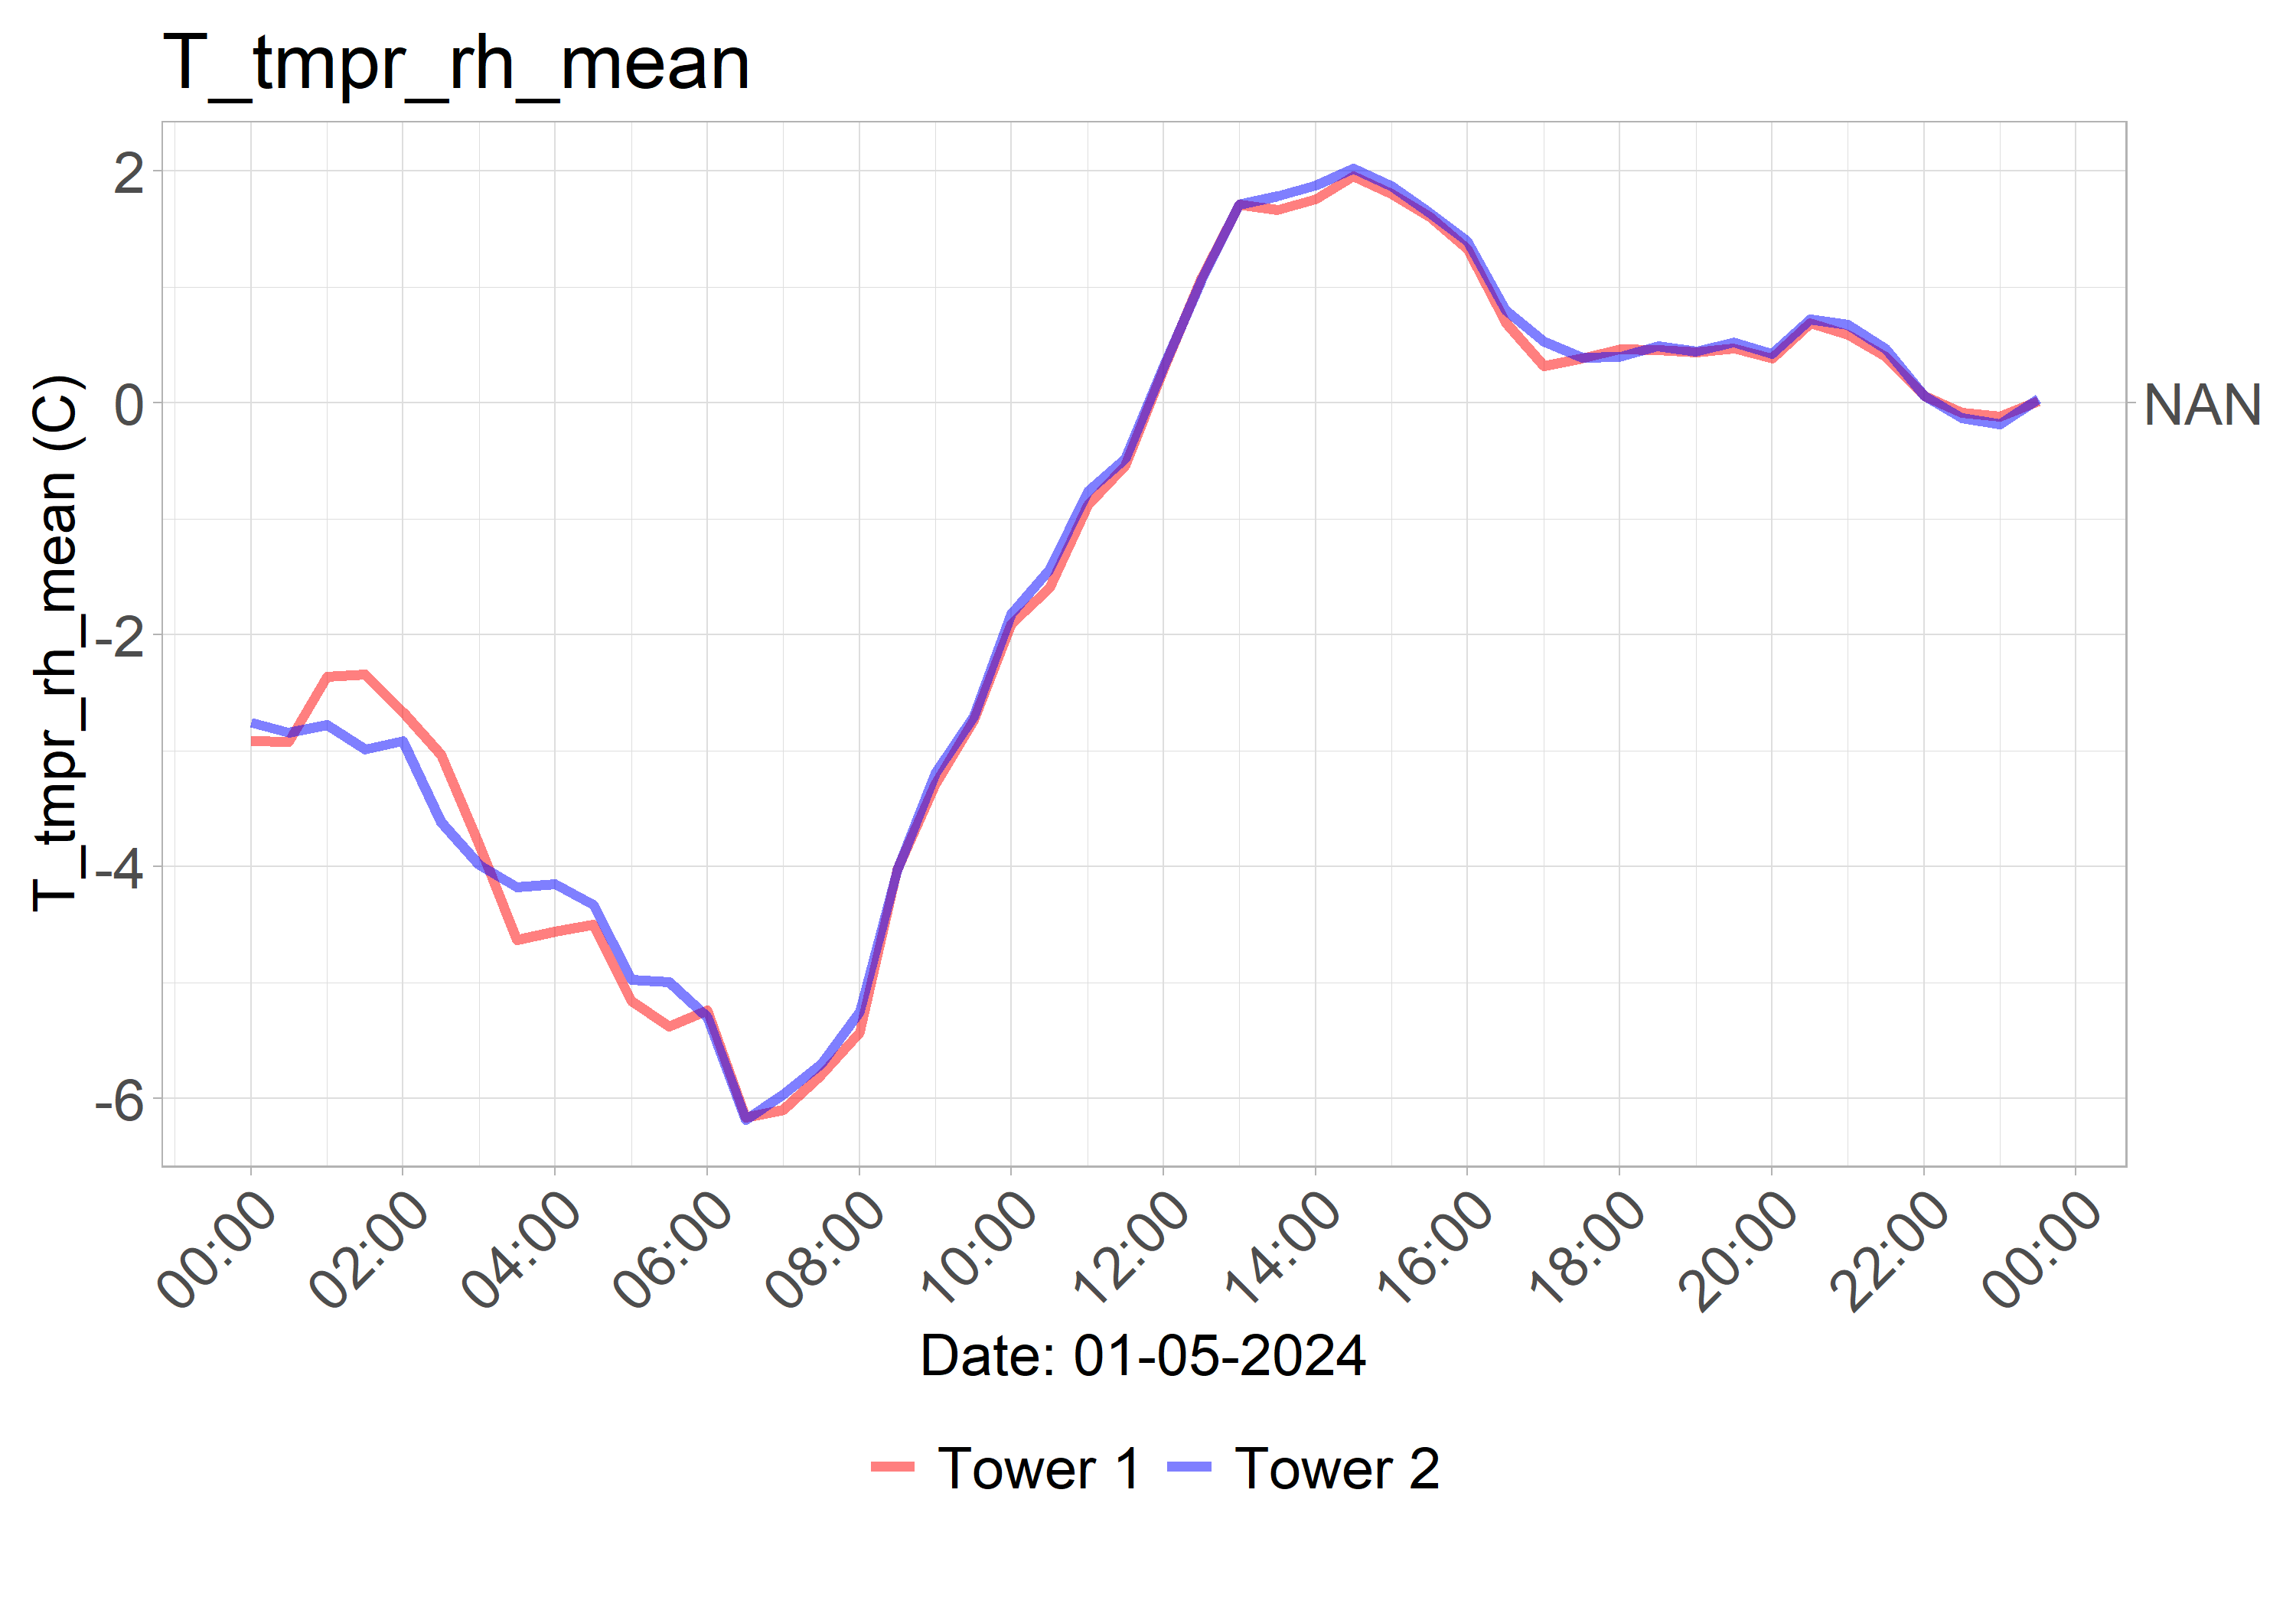 T_tmpr_rh_mean
T_tmpr_rh_mean (C)
2
0
-2
-4
-6
NAN
00:00 02:00 04:00 06:00 08:00 10:00 12:00 14:00 16:00 18:00 20:00 22:00 00:00
Date: 01-05-2024
Tower 1 Tower 2